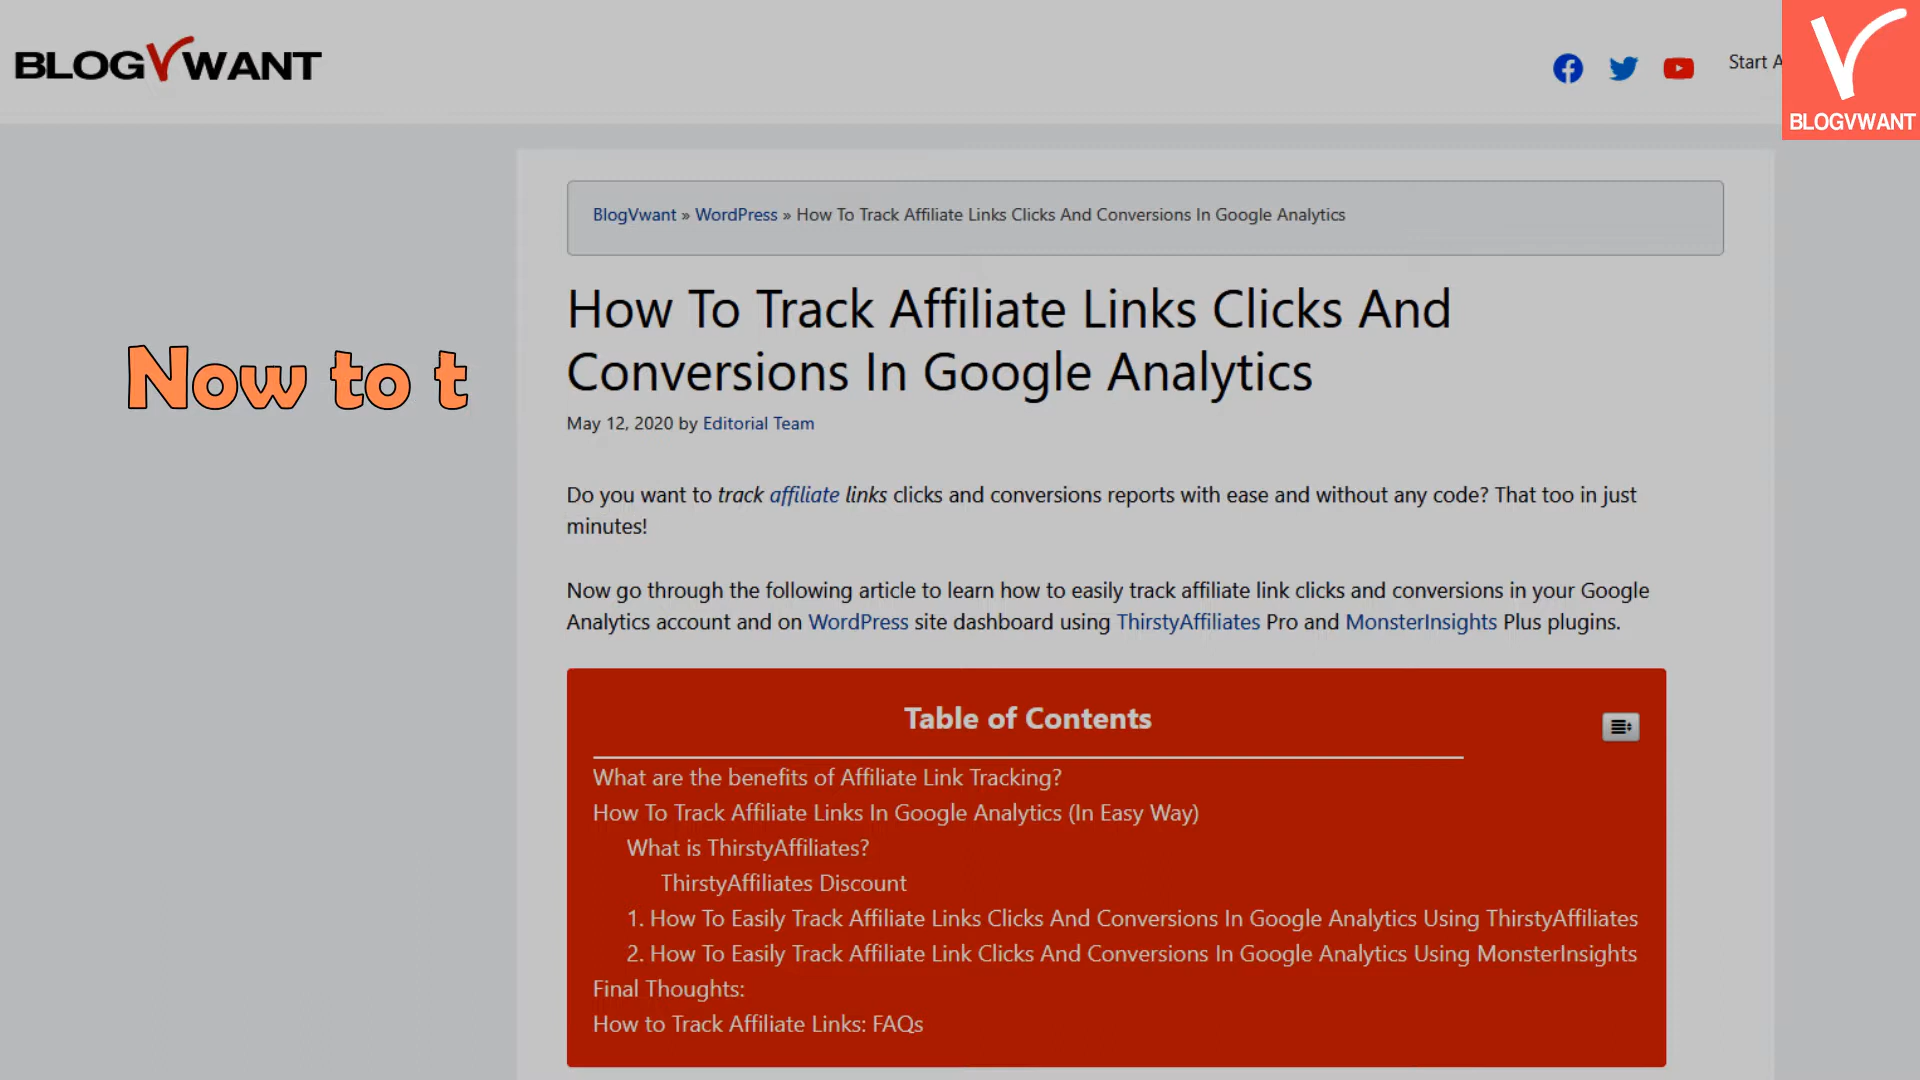 BLOGVWANT
Start A
BLOGVWANT
BlogVwant » WordPress » How To Track Affiliate Links Clicks And Conversions In Google Analytics
How To Track Affiliate Links Clicks And
Conversions In Google Analytics
Now to t
May 12, 2020 by Editorial Team
Do you want to track affiliate links clicks and conversions reports with ease and without any code? That too in just
minutes!
Now go through the following article to learn how to easily track affiliate link clicks and conversions in your Google
Analytics account and on WordPress site dashboard using ThirstyAffiliates Pro and MonsterInsights Plus plugins.
Table of Contents
What are the benefits of Affiliate Link Tracking?
How To Track Affiliate Links In Google Analytics (In Easy Way)
What is ThirstyAffiliates?
ThirstyAffiliates Discount
1. How To Easily Track Affiliate Links Clicks And Conversions In Google Analytics Using ThirstyAffiliates
2. How To Easily Track Affiliate Link Clicks And Conversions In Google Analytics Using MonsterInsights
Final Thoughts:
How to Track Affiliate Links: FAQs